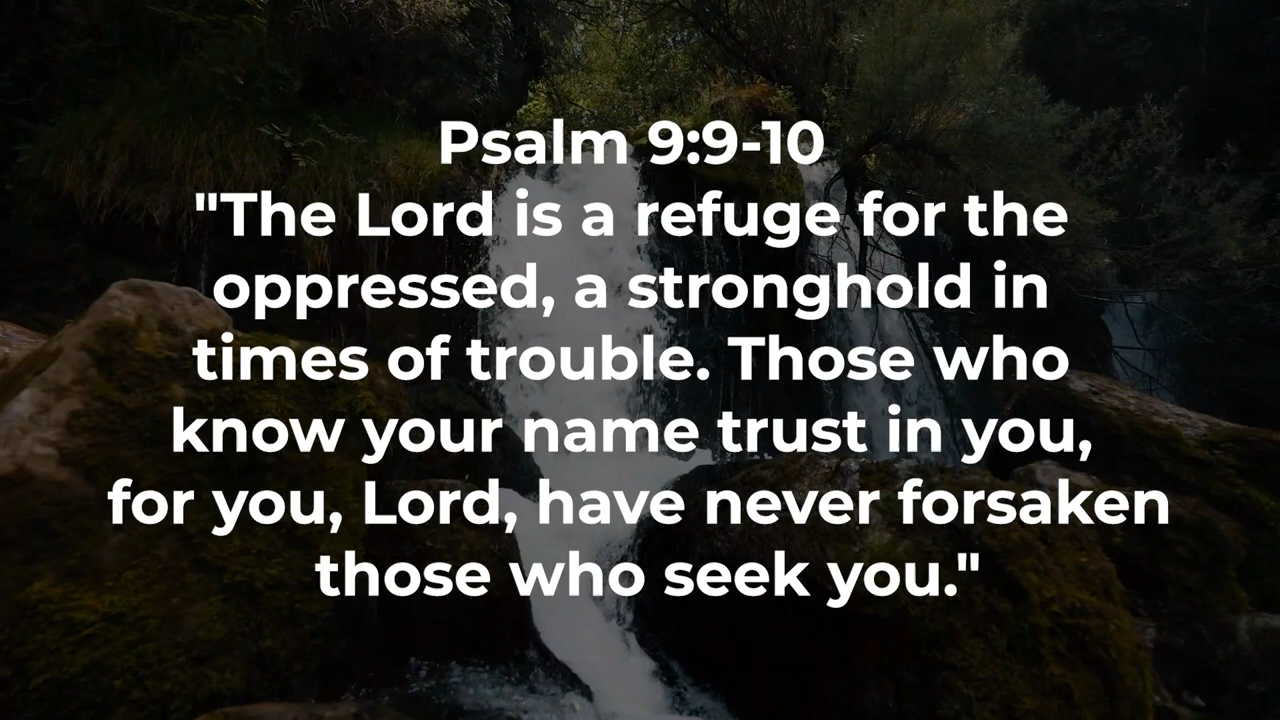 Psalm 9:9-10
"The Lord is a refuge for the
oppressed, a stronghold in
times of trouble. Those who
know your name trust in you,
for you, Lord, have never forsaken
those who seek you."